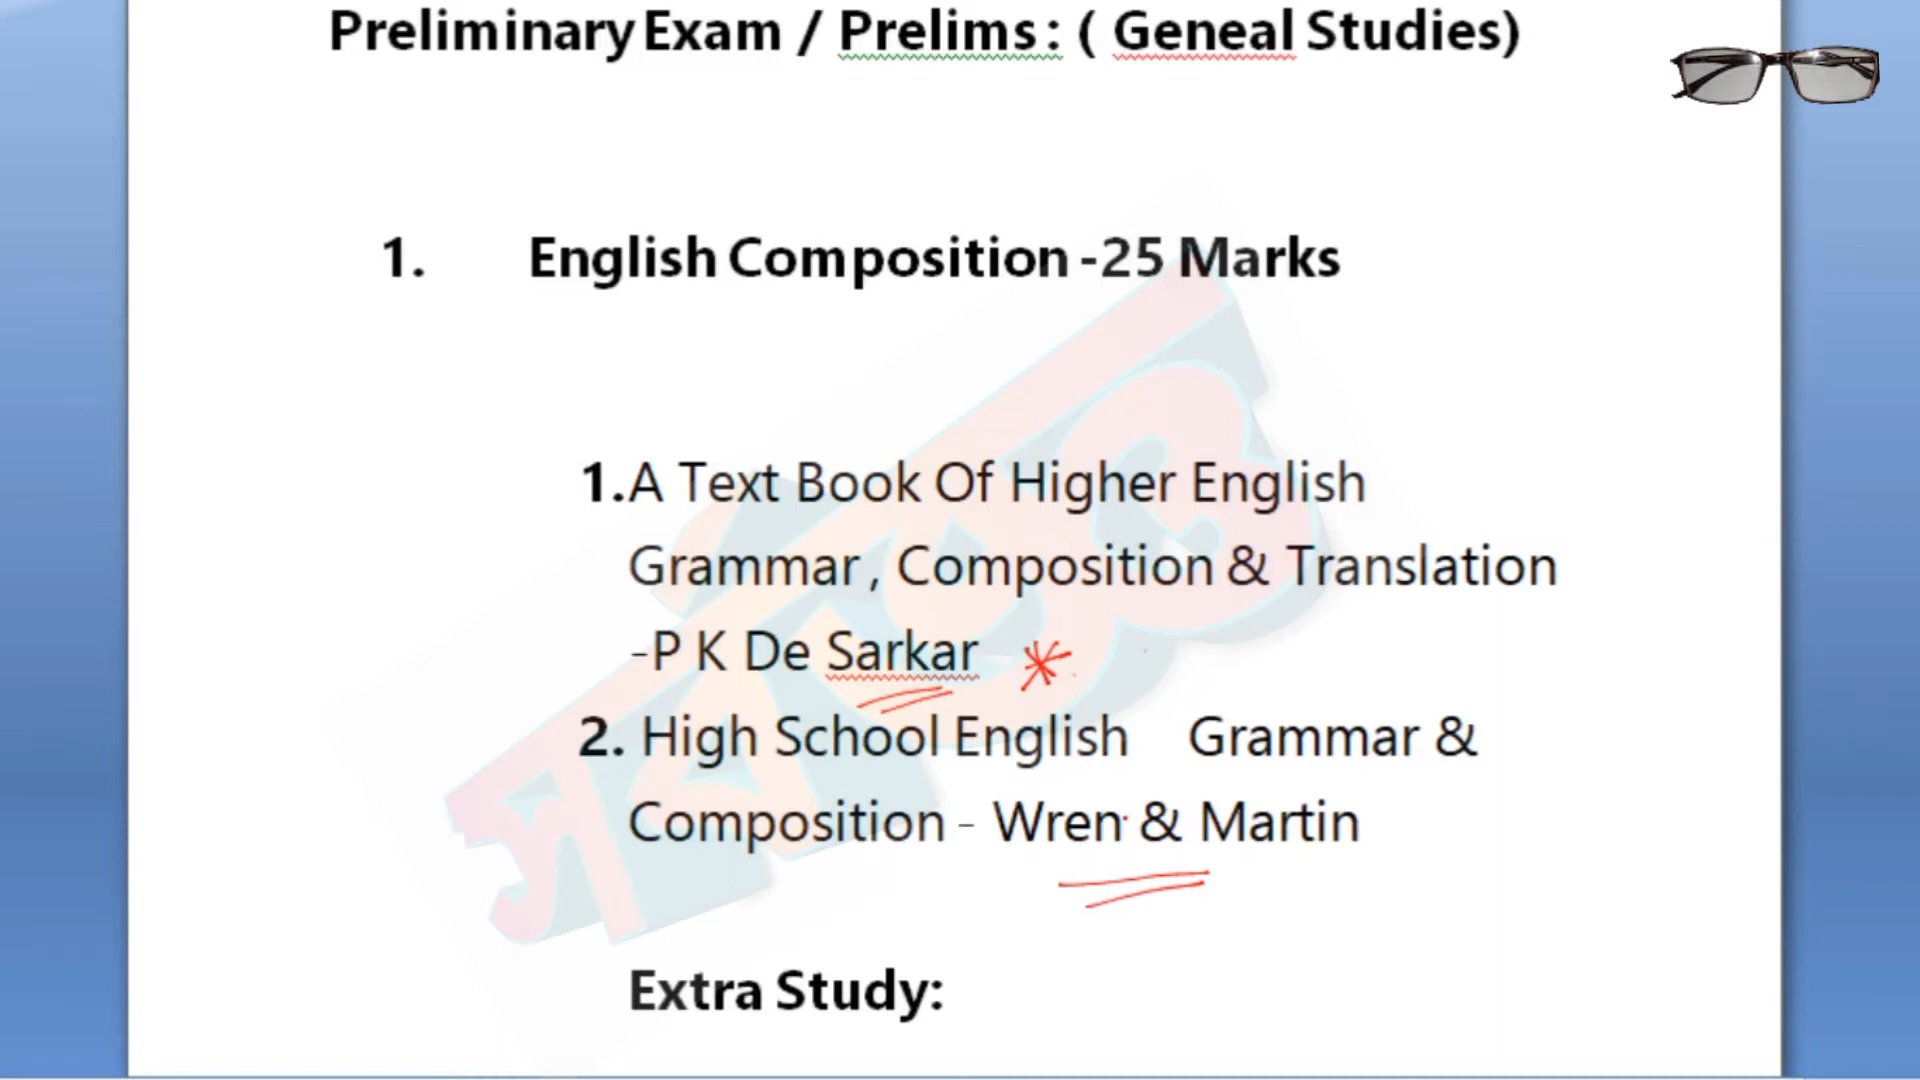 Preliminary Exam / Prelims : ( Geneal Studies)
1. English Composition -25 Marks
1.A Text Book Of Higher English
Grammar , Composition & Translation
-P K De Sarkar *
2. High School English Grammar &
Composition - Wren & Martin
Extra Study: